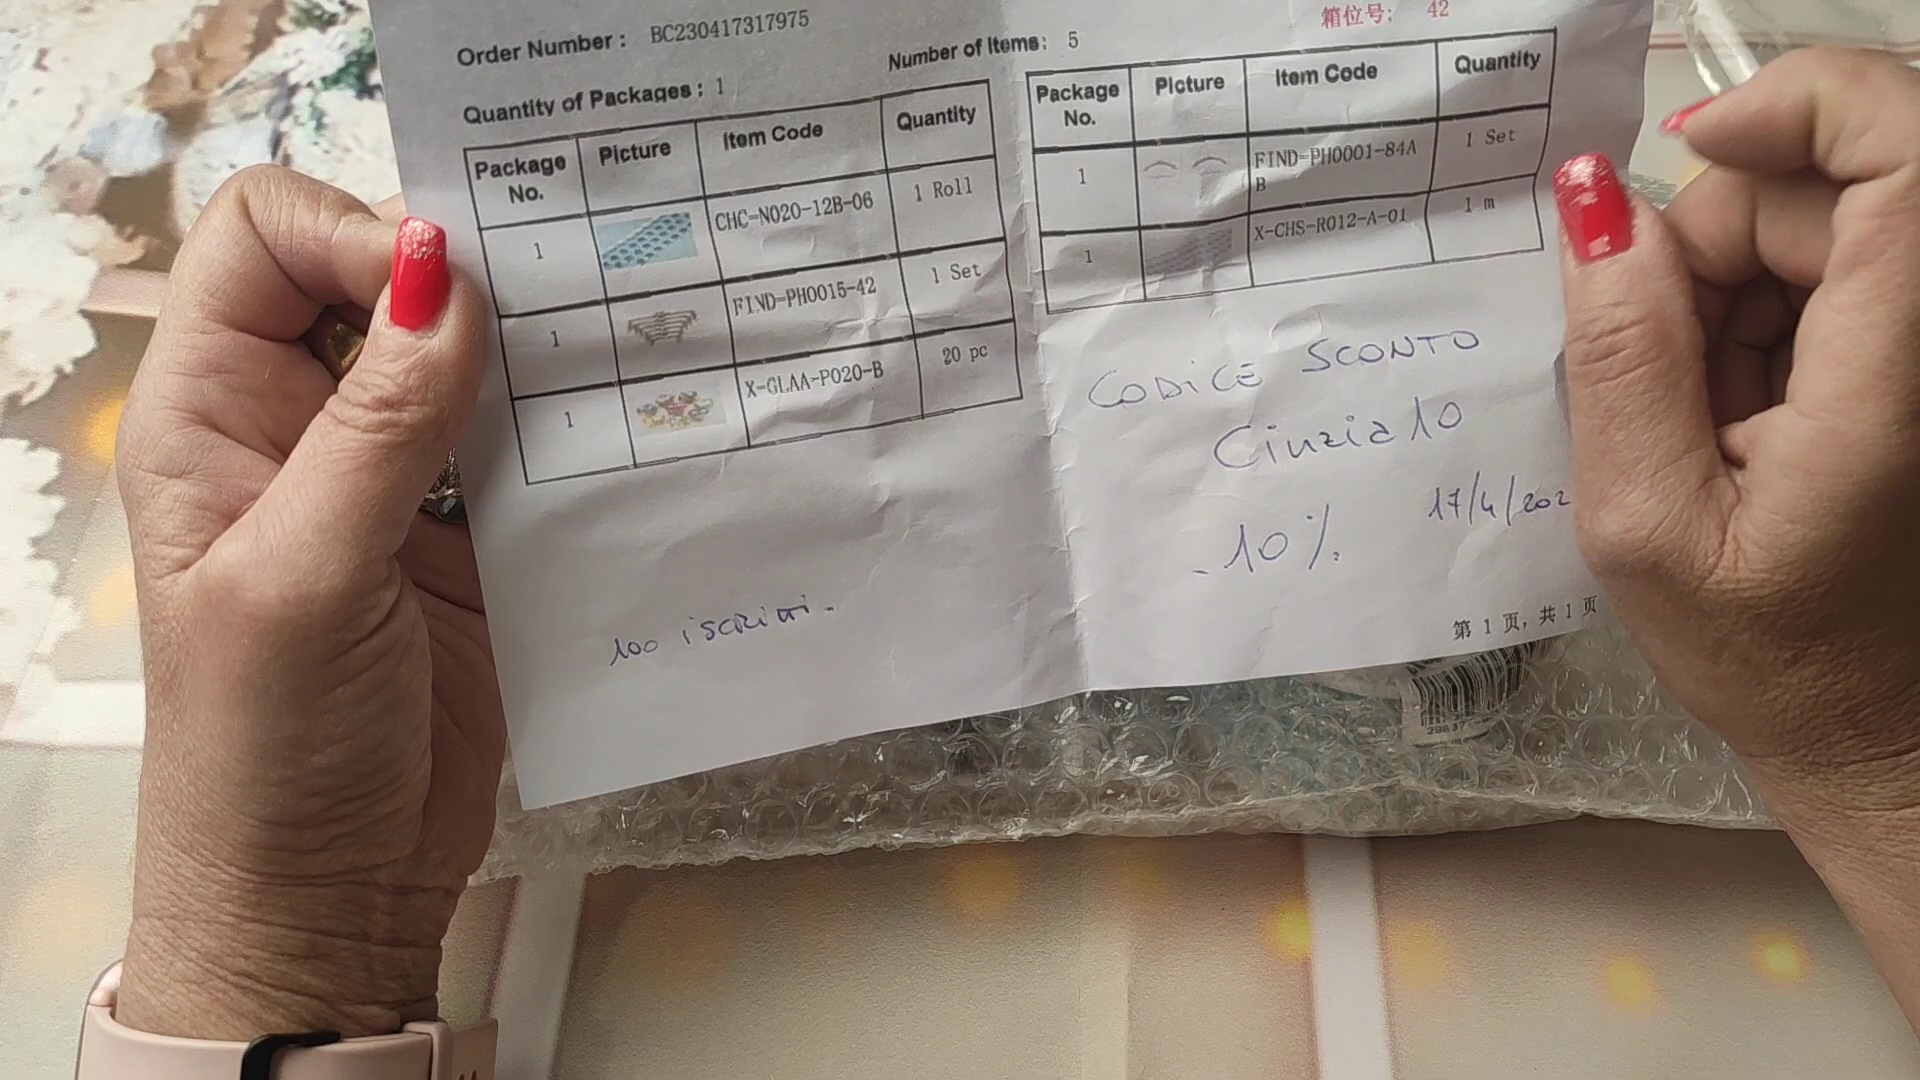 箱位号: 42
Order Number: BC230417317975
Number of Items: 5
Quantity of Packages: 1
Package No. Picture Item Code Quantity
1 CHC-N020-12B-06 1 Roll
1 FIND-PH0015-42 1 Set
1 X-GLAA-P020-B 20 pc
Package No. Picture Item Code Quantity
1 FIND-PH0001-84A 1 Set
B
1 X-CHS-R012-A-01 1 m
CODICE SCONTO
Cinzia10
-10%
17/4/202
100 iscritti.
第 1 页, 共 1 页